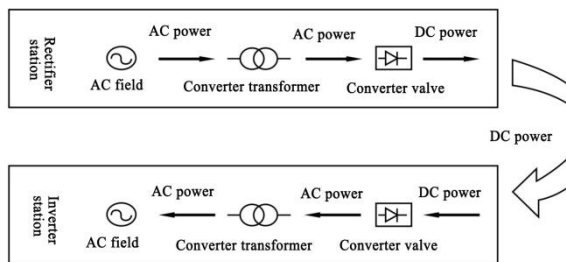 Rectifier
station
AC power
AC power
DC power
AC field
Converter transformer
Converter valve
DC power
Inverter
station
AC power
AC power
DC power
AC field
Converter transformer
Converter valve